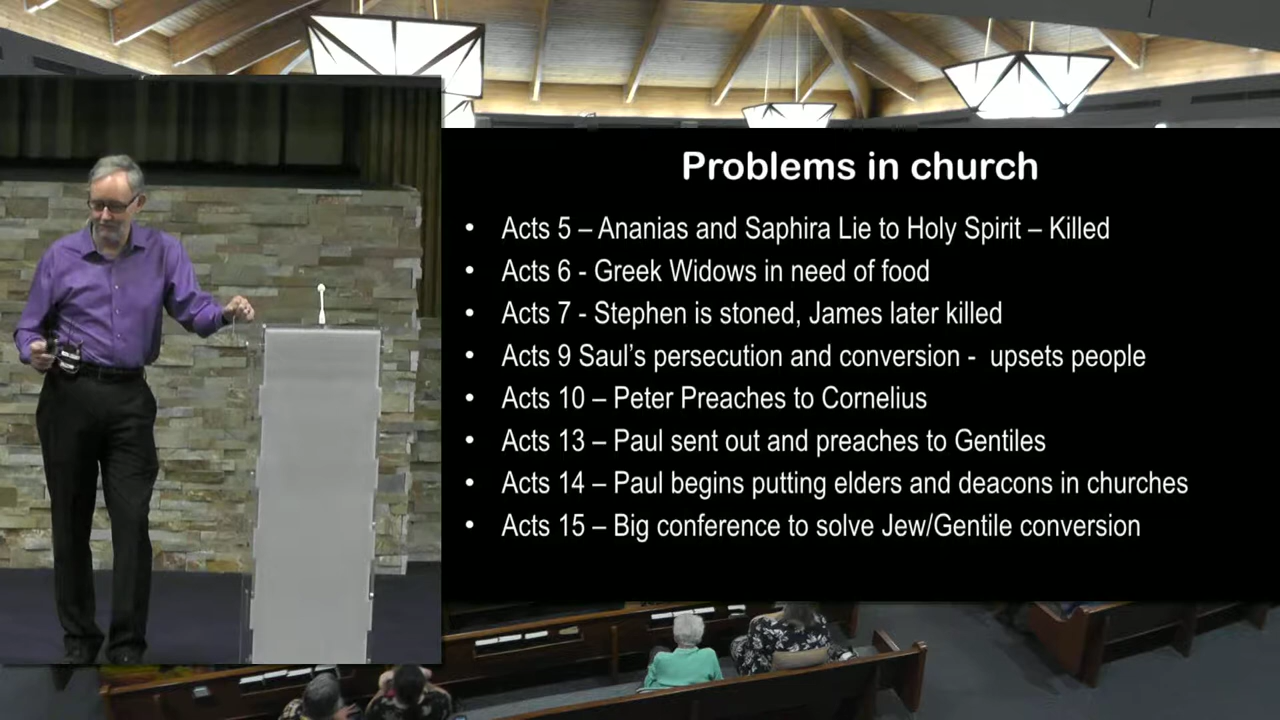 Problems in church
• Acts 5 – Ananias and Saphira Lie to Holy Spirit – Killed
• Acts 6 - Greek Widows in need of food
• Acts 7 - Stephen is stoned, James later killed
• Acts 9 Saul’s persecution and conversion -  upsets people
• Acts 10 – Peter Preaches to Cornelius
• Acts 13 – Paul sent out and preaches to Gentiles
• Acts 14 – Paul begins putting elders and deacons in churches
• Acts 15 – Big conference to solve Jew/Gentile conversion